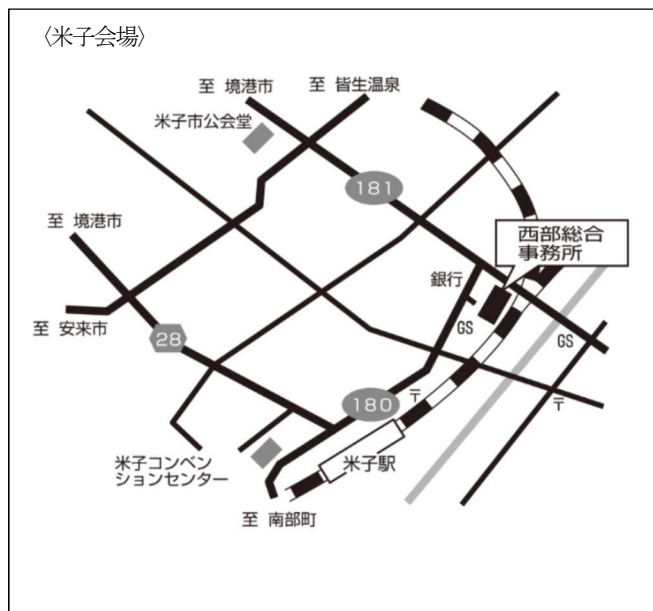 〈米子会場〉
至 境港市
至 皆生温泉
米子市公会堂
181
至 境港市
西部総合
事務所
銀行
GS
GS
至 安来市
28
180
〒
〒
米子コンベン
ションセンター
米子駅
至 南部町